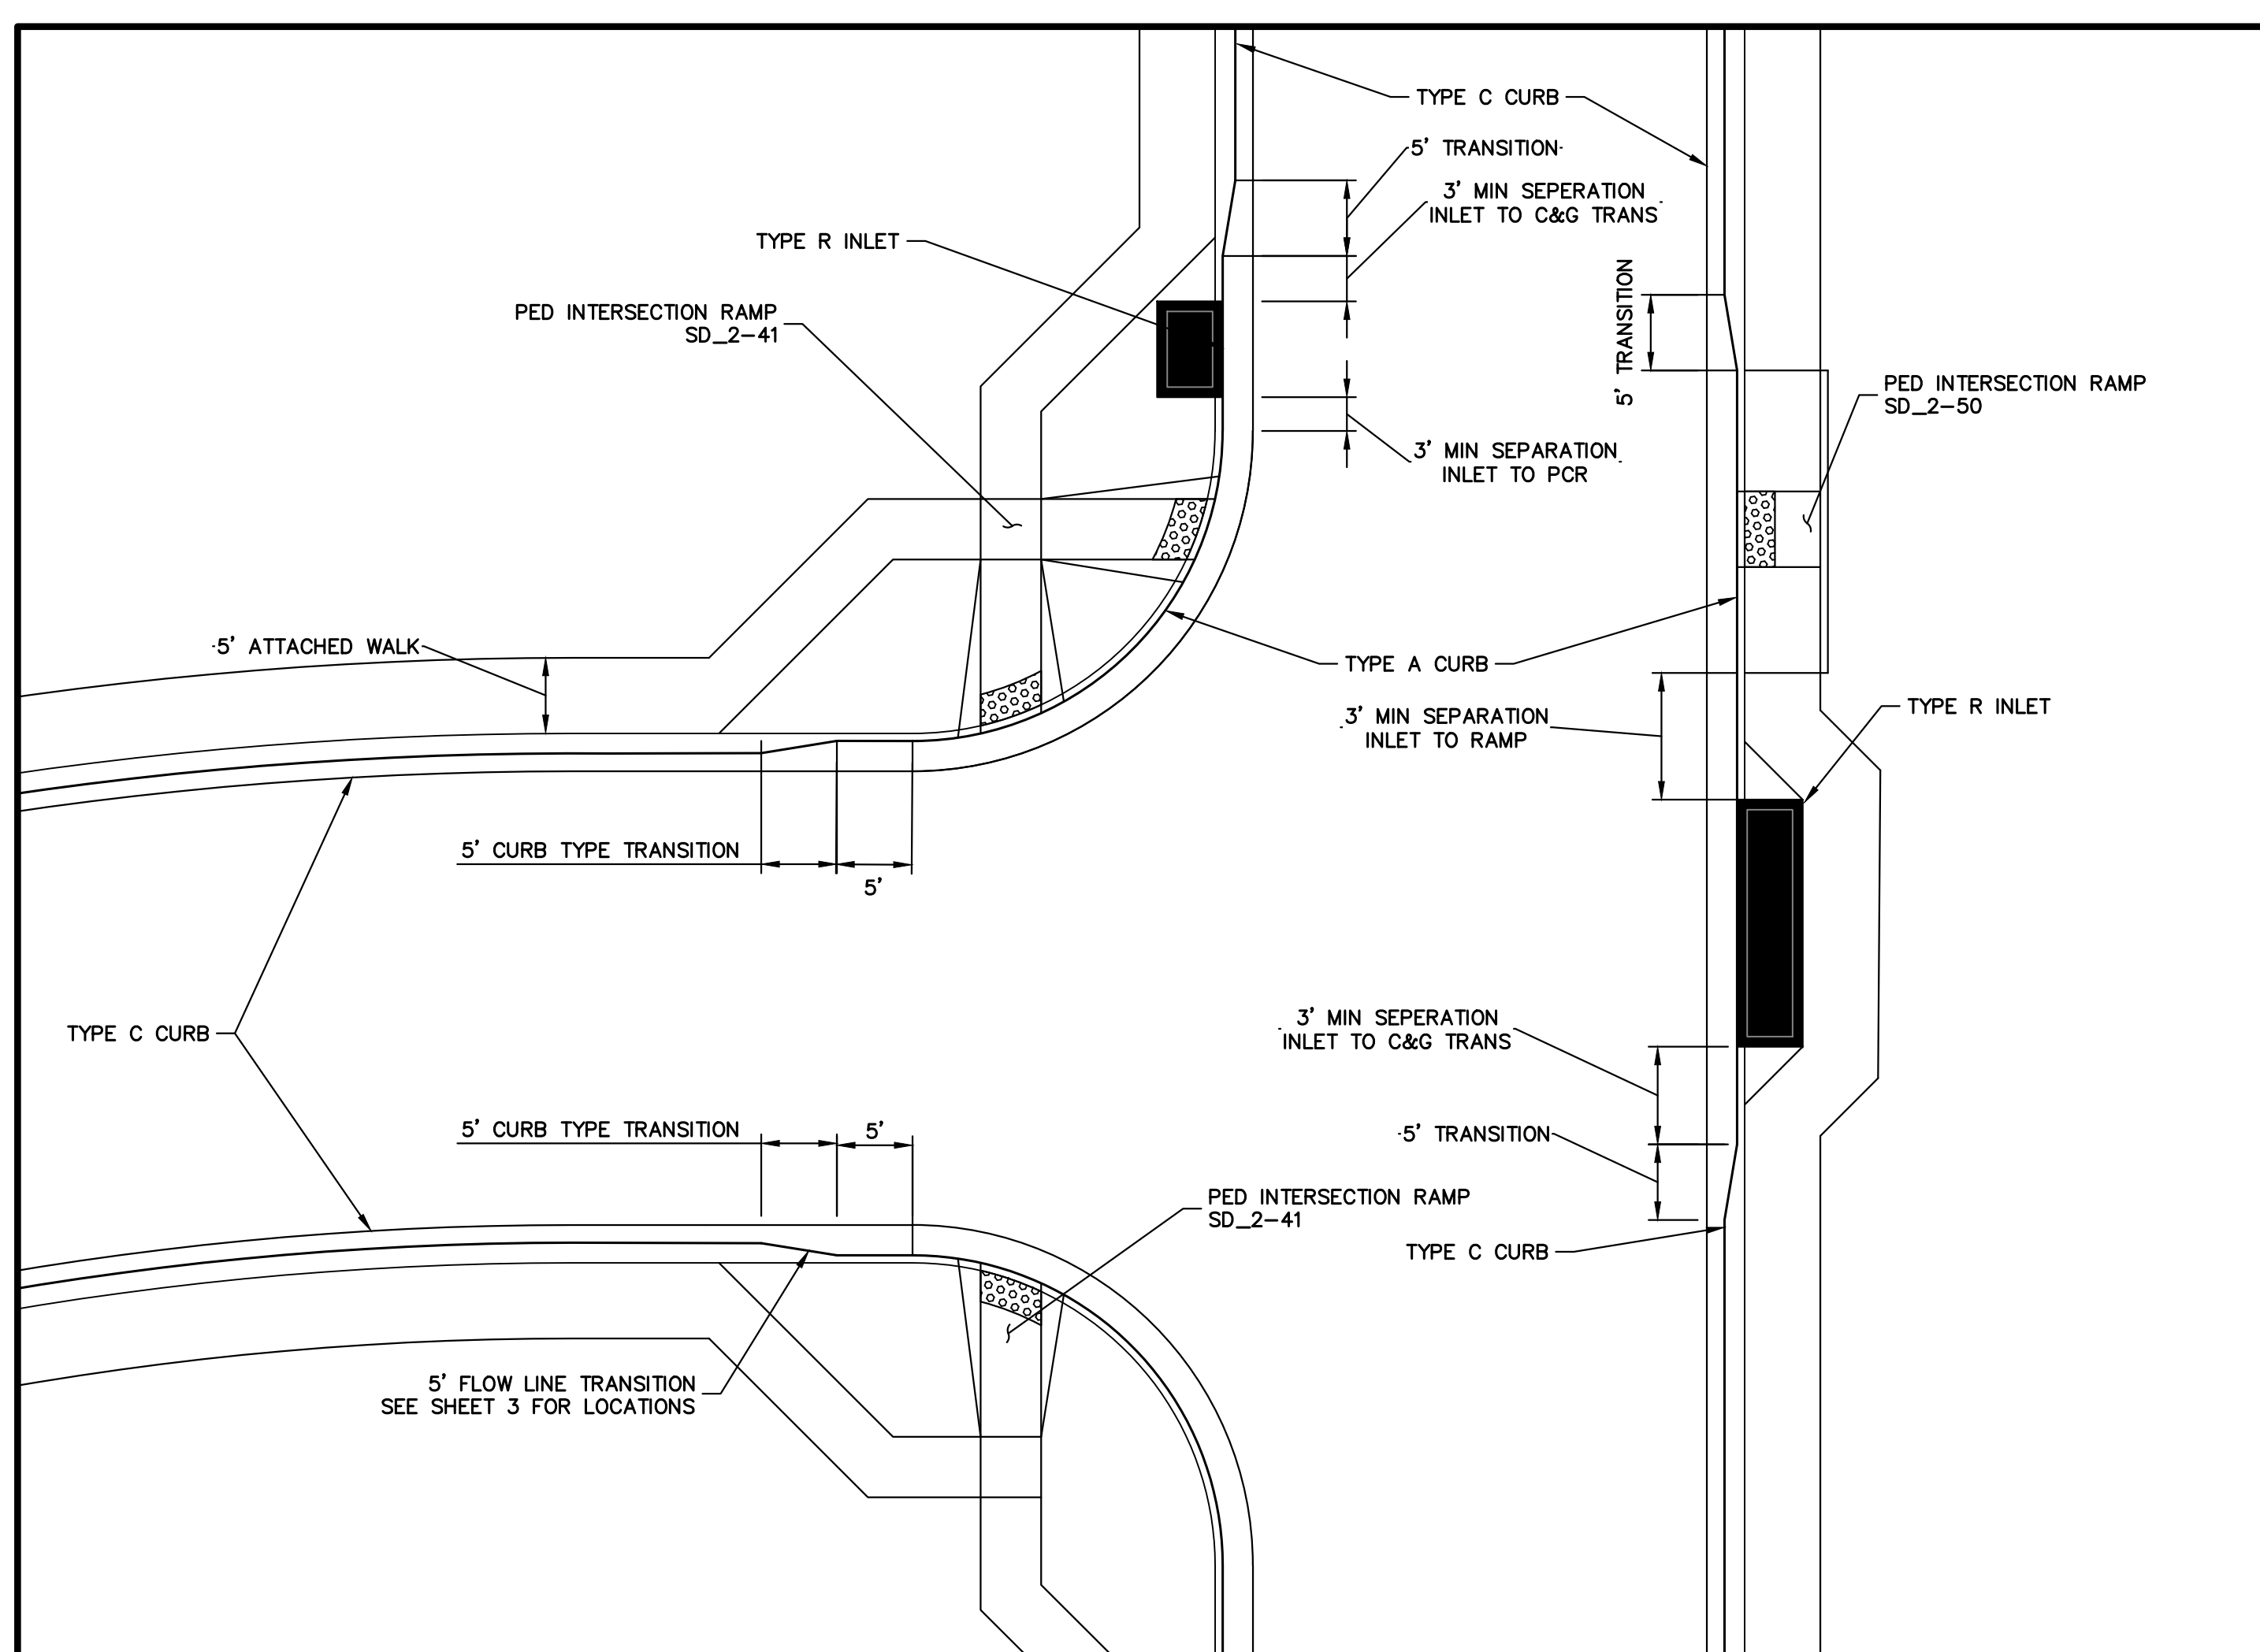 TYPE C CURB
5' TRANSITION
3' MIN SEPERATION
INLET TO C&G TRANS
TYPE R INLET
5' TRANSITION
PED INTERSECTION RAMP
SD_2-41
PED INTERSECTION RAMP
SD_2-50
3' MIN SEPARATION
INLET TO PCR
5' ATTACHED WALK
TYPE A CURB
TYPE R INLET
3' MIN SEPARATION
INLET TO RAMP
5' CURB TYPE TRANSITION
5'
TYPE C CURB
3' MIN SEPERATION
INLET TO C&G TRANS
5' CURB TYPE TRANSITION
5'
5' TRANSITION
PED INTERSECTION RAMP
SD_2-41
TYPE C CURB
5' FLOW LINE TRANSITION
SEE SHEET 3 FOR LOCATIONS